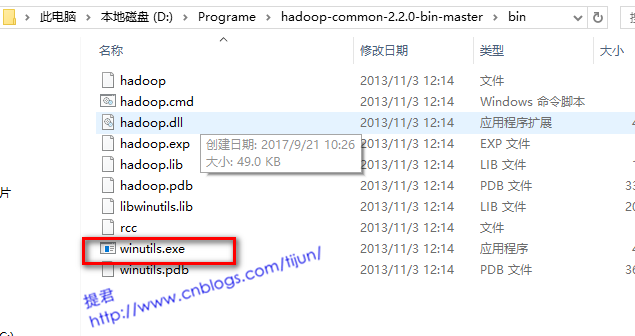 此电脑 › 本地磁盘 (D:) › Programe › hadoop-common-2.2.0-bin-master › bin
名称 修改日期 类型 大小
hadoop 2013/11/3 12:14 文件
hadoop.cmd 2013/11/3 12:14 Windows 命令脚本
hadoop.dll 2013/11/3 12:14 应用程序扩展
hadoop.exp 2013/11/3 12:14 EXP 文件
创建日期: 2017/9/21 10:26
大小: 49.0 KB
hadoop.lib 2013/11/3 12:14 LIB 文件
hadoop.pdb 2013/11/3 12:14 PDB 文件
libwinutils.lib 2013/11/3 12:14 LIB 文件
rcc 2013/11/3 12:14 文件
winutils.exe 2013/11/3 12:14 应用程序
winutils.pdb 2013/11/3 12:14 PDB 文件
片
提君
http://www.cnblogs.com/tijun/